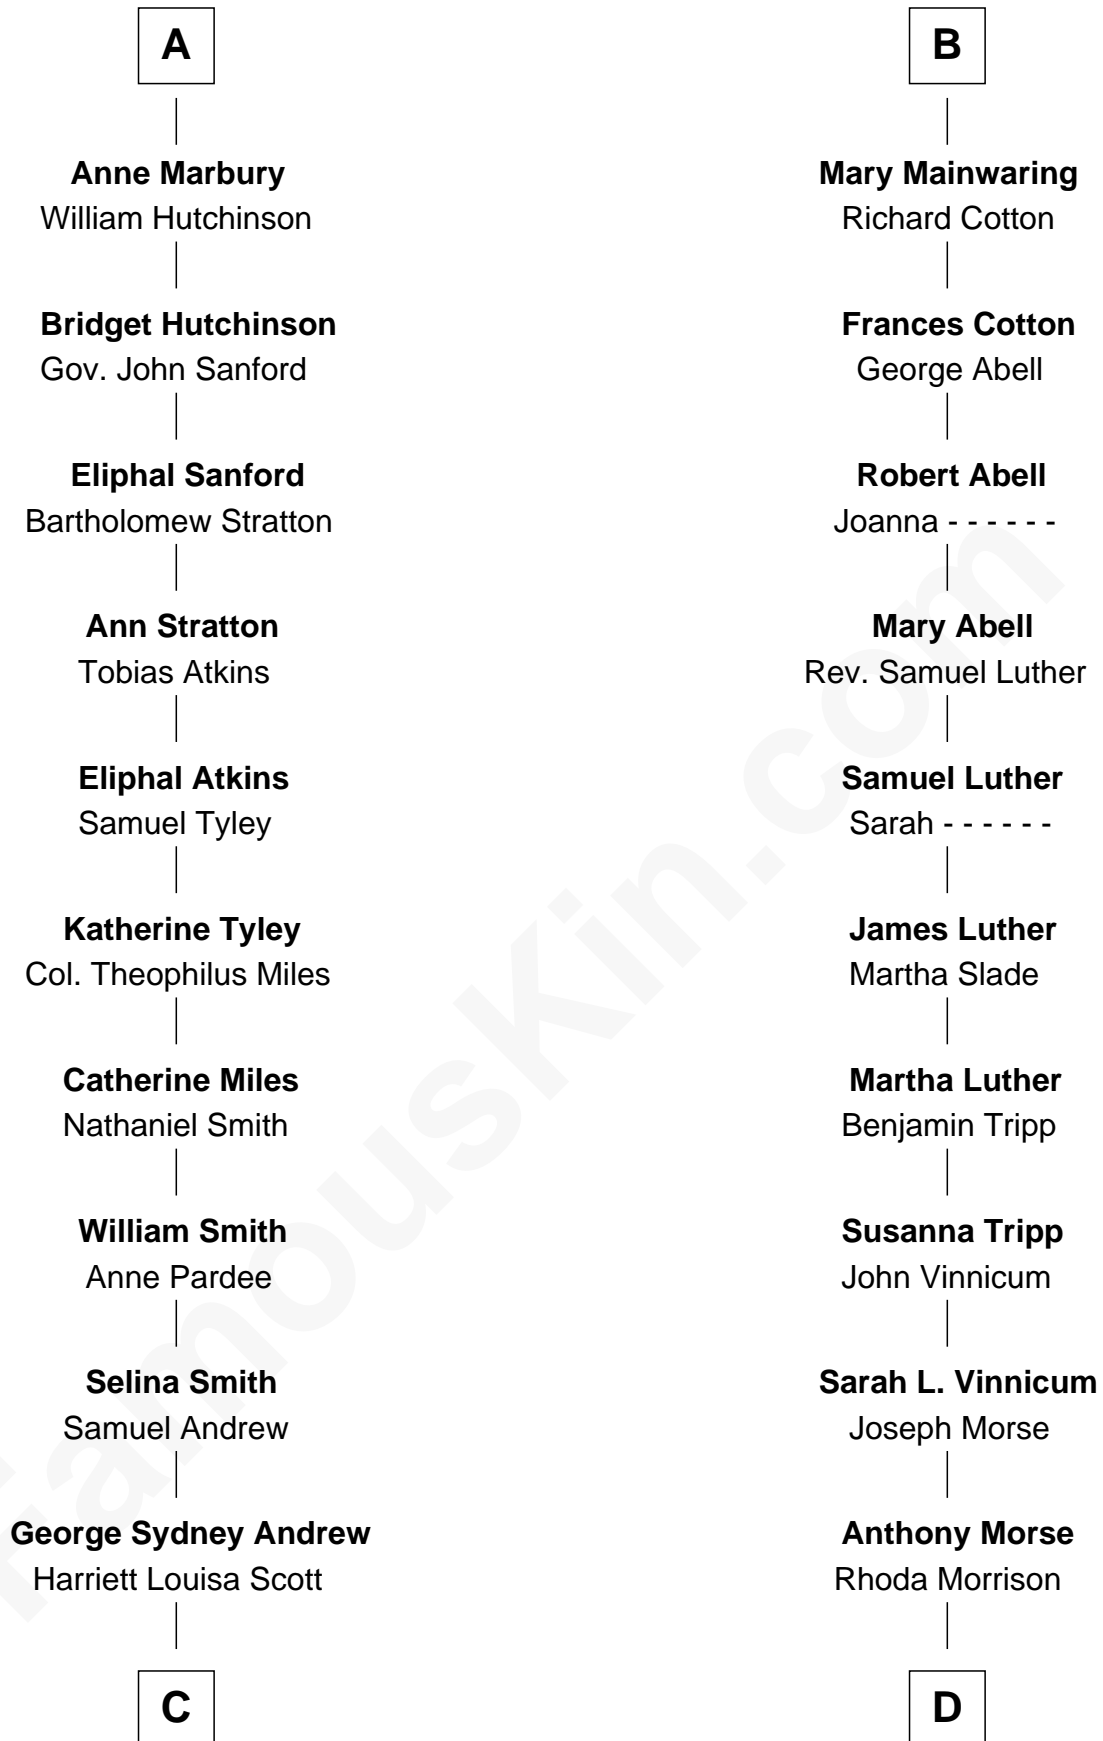 A
Anne Marbury
William Hutchinson
Bridget Hutchinson
Gov. John Sanford
Eliphal Sanford
Bartholomew Stratton
Ann Stratton
Tobias Atkins
Eliphal Atkins
Samuel Tyley
Katherine Tyley
Col. Theophilus Miles
Catherine Miles
Nathaniel Smith
William Smith
Anne Pardee
Selina Smith
Samuel Andrew
George Sydney Andrew
Harriett Louisa Scott
C
B
Mary Mainwaring
Richard Cotton
Frances Cotton
George Abell
Robert Abell
Joanna - - - - - -
Mary Abell
Rev. Samuel Luther
Samuel Luther
Sarah - - - - - -
James Luther
Martha Slade
Martha Luther
Benjamin Tripp
Susanna Tripp
John Vinnicum
Sarah L. Vinnicum
Joseph Morse
Anthony Morse
Rhoda Morrison
D
FamousKin.com